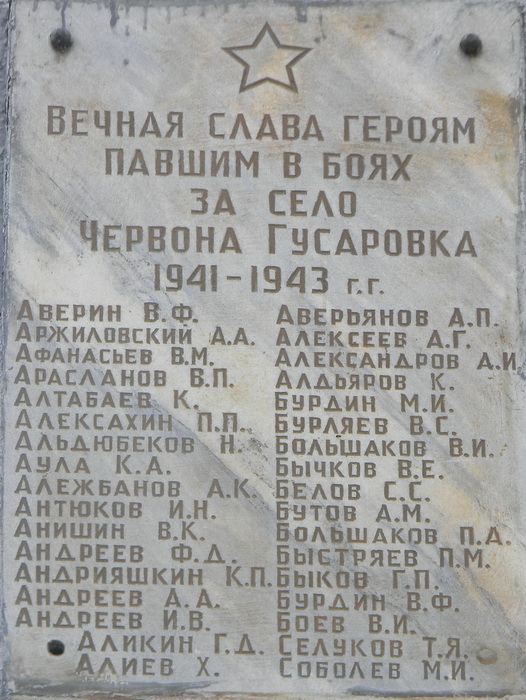 Вечная слава героям
павшим в боях
за село
Червона Гусаровка
1941-1943 г.г.
Аверин В.Ф.
Аржиловский А.А.
Афанасьев В.М.
Арасланов В.П.
Алтабаев К.
Алексахин П.П.
Альдюбеков Н.
Аула К.А.
Алежбанов А.К.
Антюков И.Н.
Анишин В.К.
Андреев Ф.Д.
Андрияшкин К.П.
Андреев А.А.
Андреев И.В.
Аликин Г.Д.
Алиев Х.
Аверьянов А.П.
Алексеев А.Г.
Александров А.И
Алдьяров К.
Бурдин М.И.
Бурляев В.С.
Большаков В.И.
Бычков В.Е.
Белов С.С.
Бутов А.М.
Большаков П.А.
Быстряев П.М.
Быков Г.П.
Бурдин В.Ф.
Боев В.И.
Селуков Т.Я.
Соболев М.И.